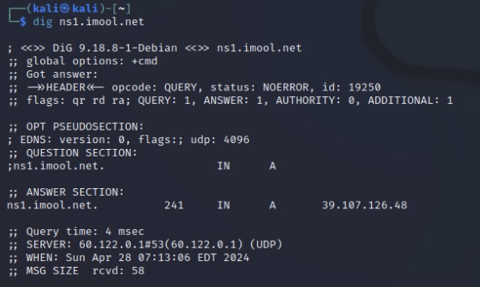 ┌──(kali㉿kali)-[~]
└─$ dig ns1.imool.net

; <<>> DiG 9.18.8-1-Debian <<>> ns1.imool.net
;; global options: +cmd
;; Got answer:
;; ->>HEADER<<- opcode: QUERY, status: NOERROR, id: 19250
;; flags: qr rd ra; QUERY: 1, ANSWER: 1, AUTHORITY: 0, ADDITIONAL: 1

;; OPT PSEUDOSECTION:
; EDNS: version: 0, flags:; udp: 4096
;; QUESTION SECTION:
;ns1.imool.net. IN A

;; ANSWER SECTION:
ns1.imool.net. 241 IN A 39.107.126.48

;; Query time: 4 msec
;; SERVER: 60.122.0.1#53(60.122.0.1) (UDP)
;; WHEN: Sun Apr 28 07:13:06 EDT 2024
;; MSG SIZE rcvd: 58